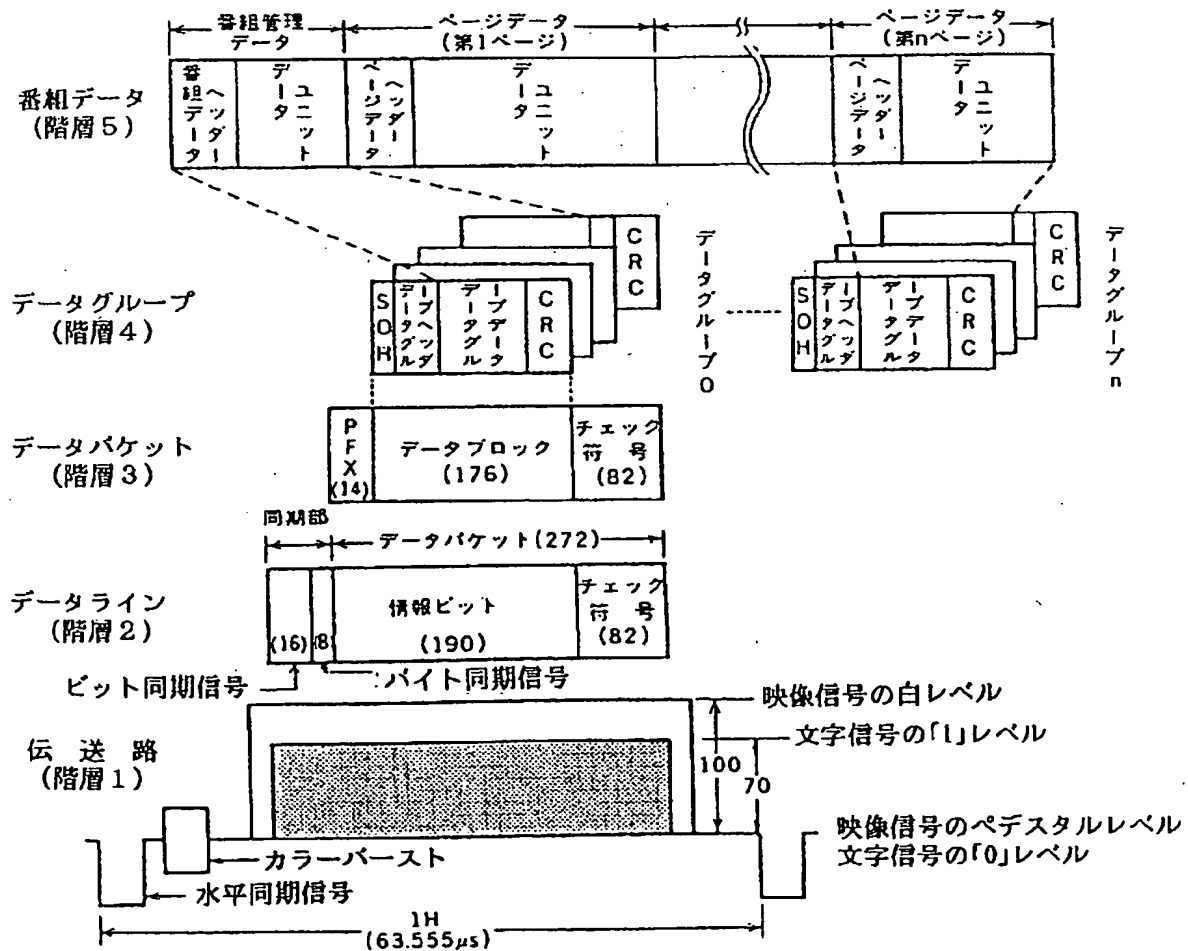 番組管理
データ
ページデータ
(第1ページ)
ページデータ
(第nページ)
番組データ
(階層5)
番組データ
ヘッダー
データ
ユニット
ページデータ
ヘッダー
データ
ユニット
ページデータ
ヘッダー
データ
ユニット
データグループ
(階層4)
SOH
データグル
ープヘッダ
データグル
ープデータ
CRC
CRC
データグループ0
SOH
データグル
ープヘッダ
データグル
ープデータ
CRC
CRC
データグループn
データパケット
(階層3)
PFX
(14)
データブロック
(176)
チェック
符号
(82)
同期部
データパケット(272)
データライン
(階層2)
(16)
(8)
情報ビット
(190)
チェック
符号
(82)
ビット同期信号
バイト同期信号
伝送路
(階層1)
映像信号の白レベル
文字信号の「1」レベル
100
70
映像信号のペデスタルレベル
文字信号の「0」レベル
カラーバースト
水平同期信号
1H
(63.555μs)